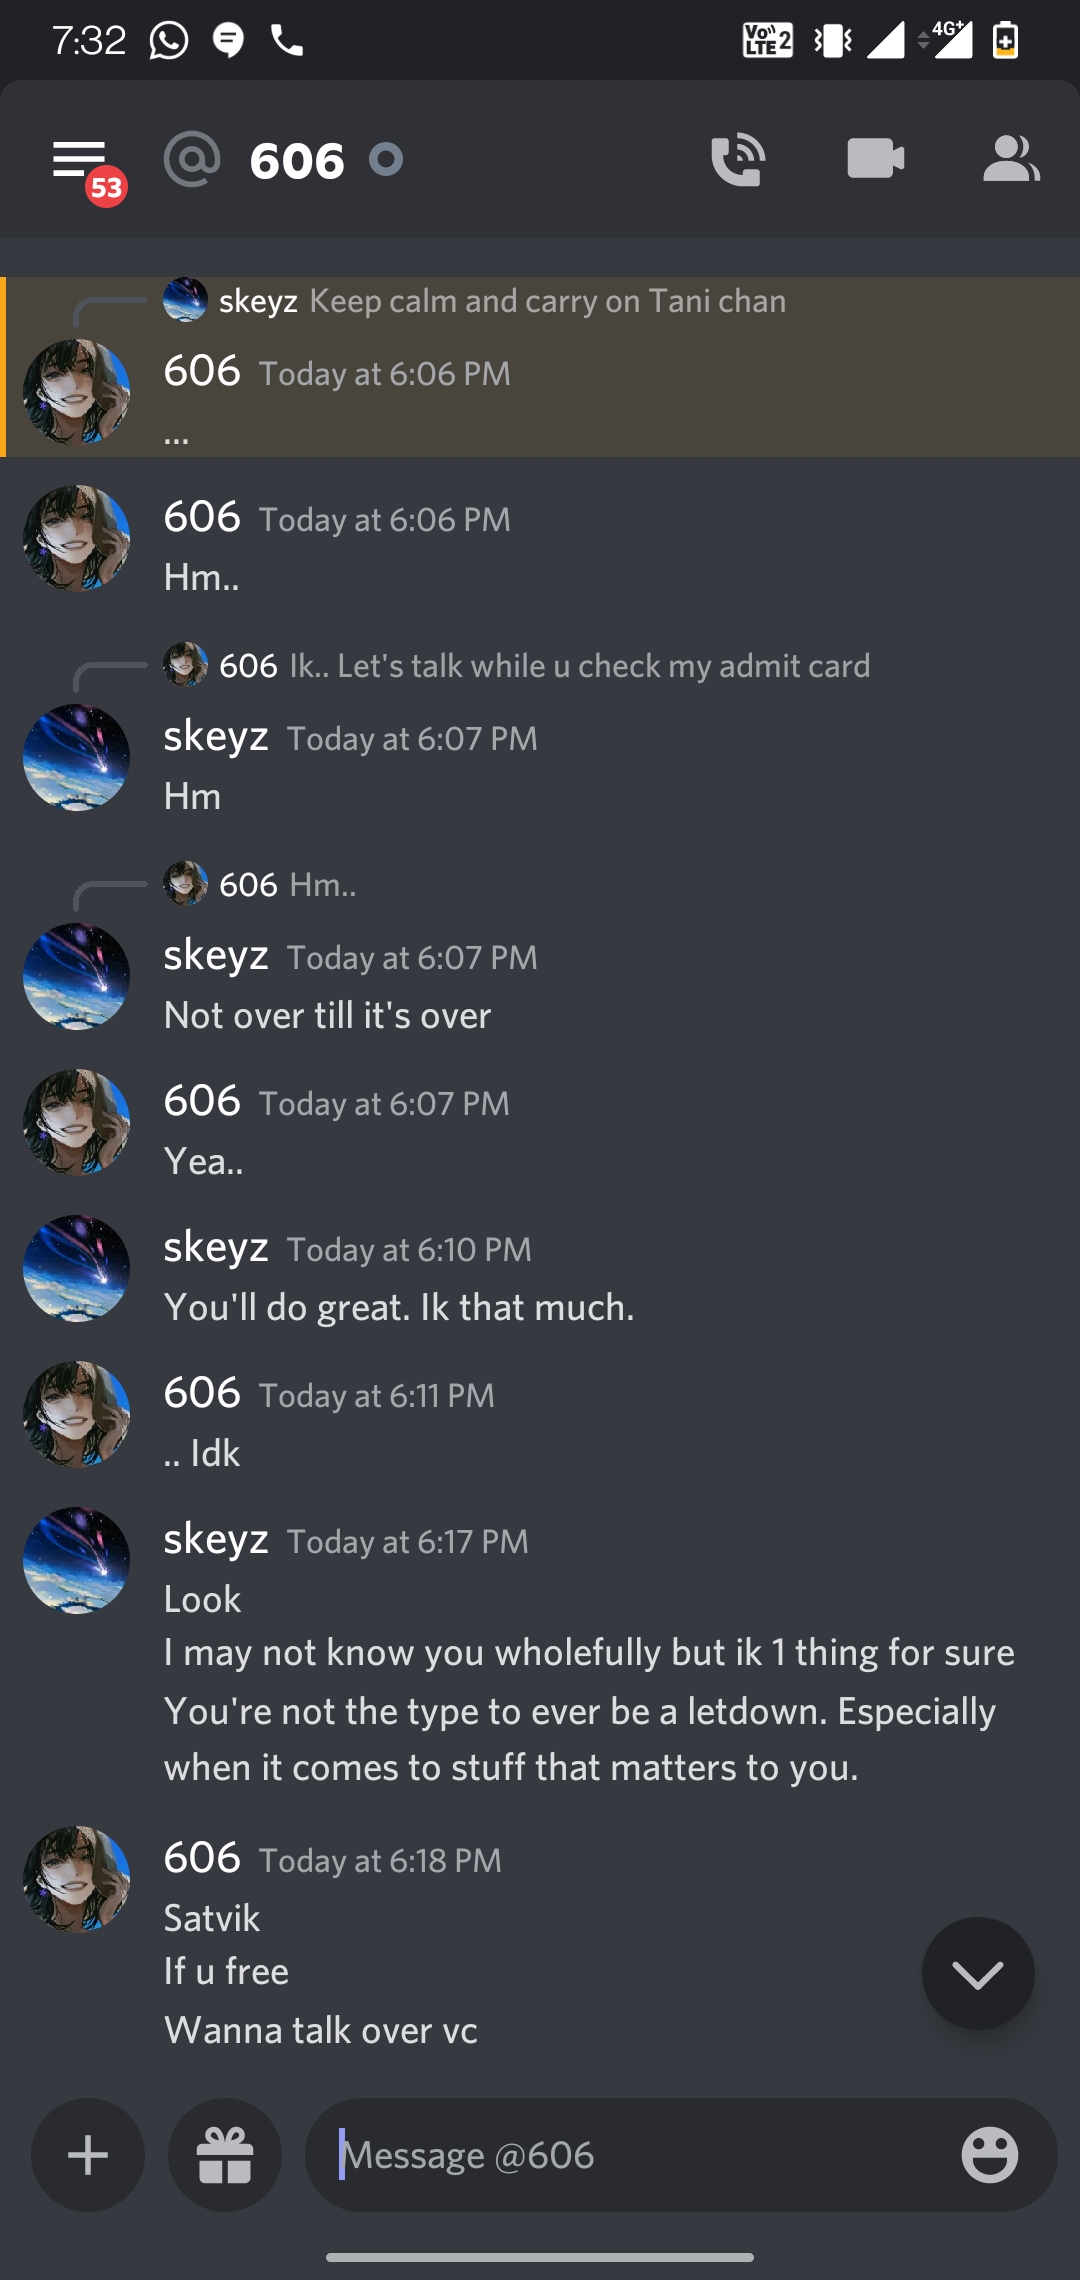 7:32
Vo)) LTE 2
4G+
53
606
skeyz Keep calm and carry on Tani chan
606 Today at 6:06 PM
...
606 Today at 6:06 PM
Hm..
606 Ik.. Let's talk while u check my admit card
skeyz Today at 6:07 PM
Hm
606 Hm..
skeyz Today at 6:07 PM
Not over till it's over
606 Today at 6:07 PM
Yea..
skeyz Today at 6:10 PM
You'll do great. Ik that much.
606 Today at 6:11 PM
.. Idk
skeyz Today at 6:17 PM
Look
I may not know you wholefully but ik 1 thing for sure
You're not the type to ever be a letdown. Especially
when it comes to stuff that matters to you.
606 Today at 6:18 PM
Satvik
If u free
Wanna talk over vc
Message @606